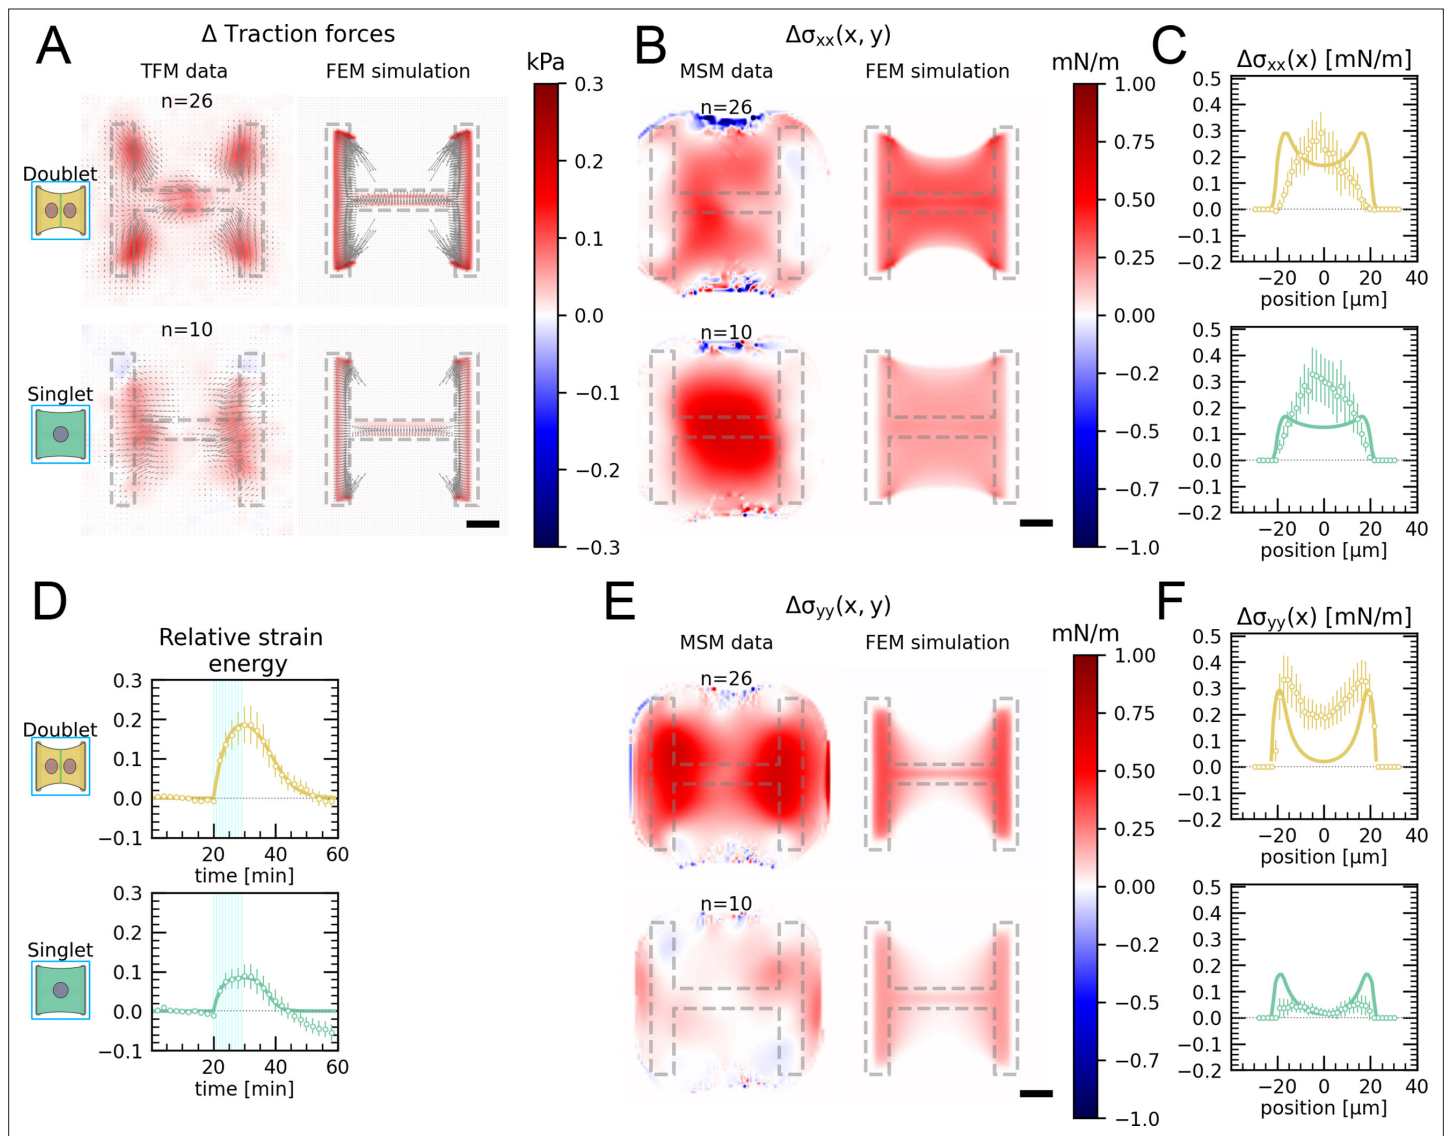 A
Δ Traction forces
TFM data
FEM simulation
n=26
Doublet
n=10
Singlet
kPa
0.3
0.2
0.1
0.0
−0.1
−0.2
−0.3
B
Δσxx(x, y)
MSM data
FEM simulation
n=26
n=10
mN/m
1.00
0.75
0.50
0.25
0.00
−0.2
−0.5
−0.7
−1.0
C
Δσxx(x) [mN/m]
0.5
0.4
0.3
0.2
0.1
0.0
−0.1
−0.2
−20 0 20 40
position [µm]
0.5
0.4
0.3
0.2
0.1
0.0
−0.1
−0.2
−20 0 20 40
position [µm]
D
Relative strain
energy
Doublet
0.3
0.2
0.1
0.0
−0.1
20 40 60
time [min]
Singlet
0.3
0.2
0.1
0.0
−0.1
20 40 60
time [min]
E
Δσyy(x, y)
MSM data
FEM simulation
n=26
n=10
mN/m
1.00
0.75
0.50
0.25
0.00
−0.2
−0.5
−0.7
−1.0
F
Δσyy(x) [mN/m]
0.5
0.4
0.3
0.2
0.1
0.0
−0.1
−0.2
−20 0 20 40
position [µm]
0.5
0.4
0.3
0.2
0.1
0.0
−0.1
−0.2
−20 0 20 40
position [µm]